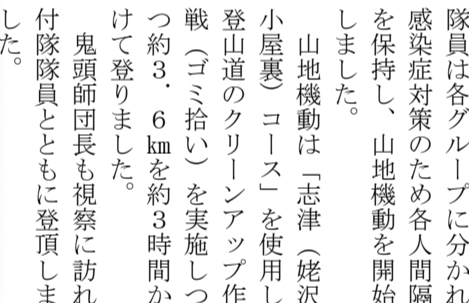 隊員は各グループに分かれ
感染症対策のため各人間隔
を保持し、山地機動を開始
しました。
山地機動は「志津（姥沢
小屋裏）コース」を使用し
登山道のクリーンアップ作
戦（ゴミ拾い）を実施しつ
つ約３．６㎞を約３時間か
けて登りました。
鬼頭師団長も視察に訪れ
付隊隊員とともに登頂しま
した。